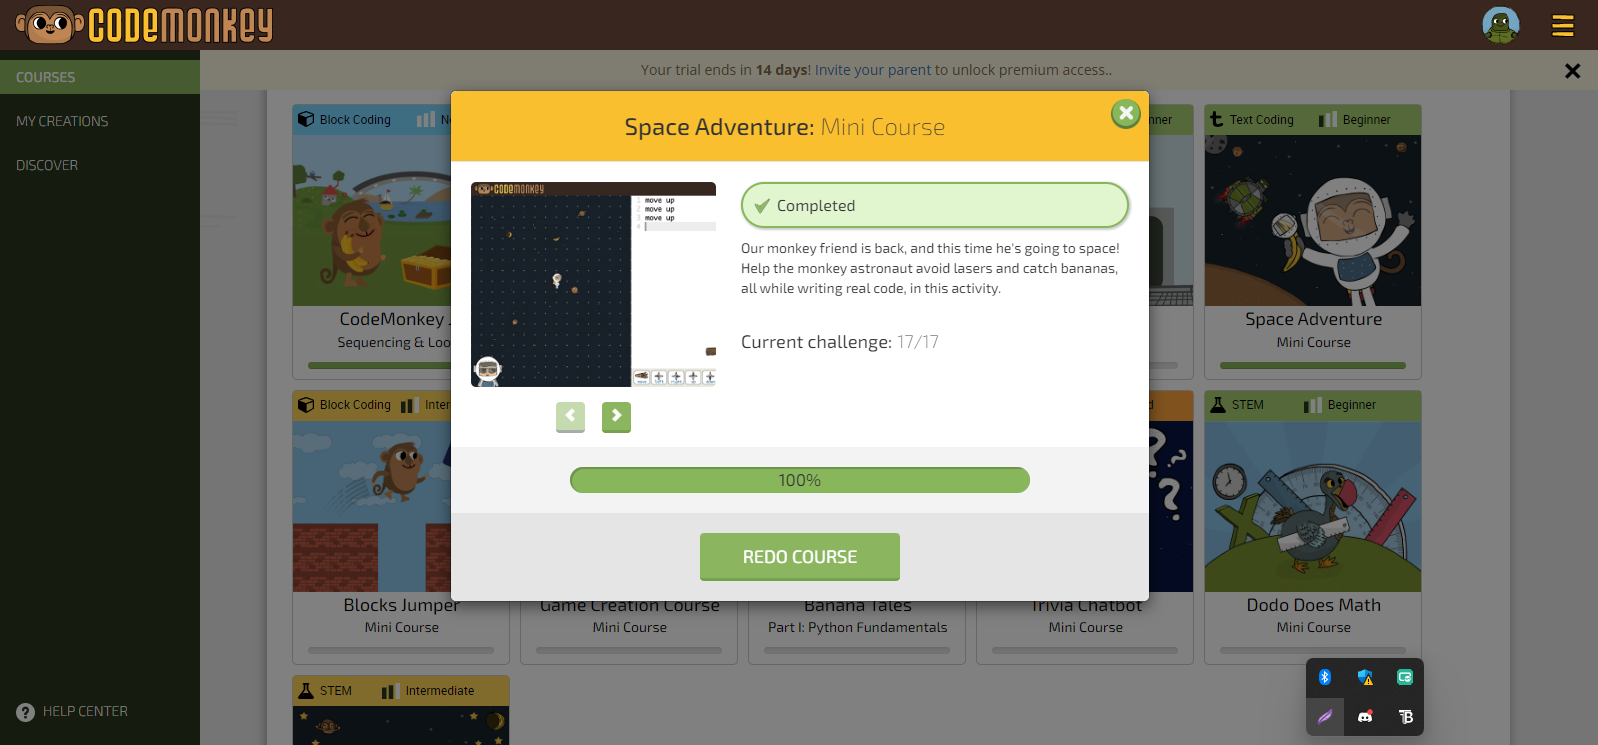 CODEMONKEY
COURSES
MY CREATIONS
DISCOVER
HELP CENTER
Your trial ends in 14 days! Invite your parent to unlock premium access..
Space Adventure: Mini Course
CODEMONKEY
1 move up
2 move up
3 move up
4
Completed
Our monkey friend is back, and this time he's going to space!
Help the monkey astronaut avoid lasers and catch bananas,
all while writing real code, in this activity.
Current challenge: 17/17
100%
REDO COURSE
Block Coding
CodeMonkey
Sequencing & Loo
Text Coding Beginner
Space Adventure
Mini Course
Block Coding Inter
Blocks Jumper
Mini Course
Game Creation Course
Mini Course
Banana Tales
Part I: Python Fundamentals
Trivia Chatbot
Mini Course
STEM Beginner
Dodo Does Math
Mini Course
STEM Intermediate